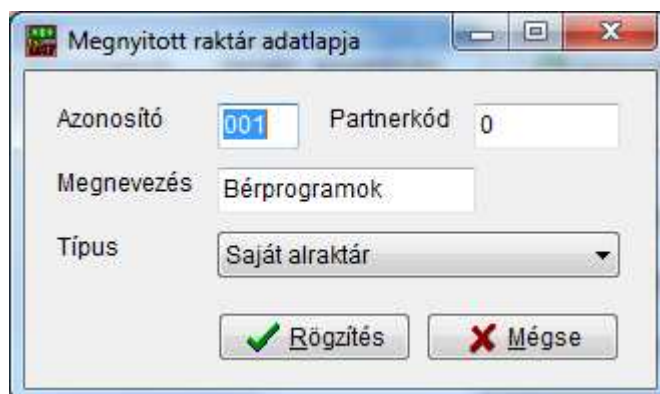 Megnyitott raktár adatlapja
Azonosító 001 Partnerkód 0
Megnevezés Bérprogramok
Típus Saját alraktár
Rögzítés Mégse